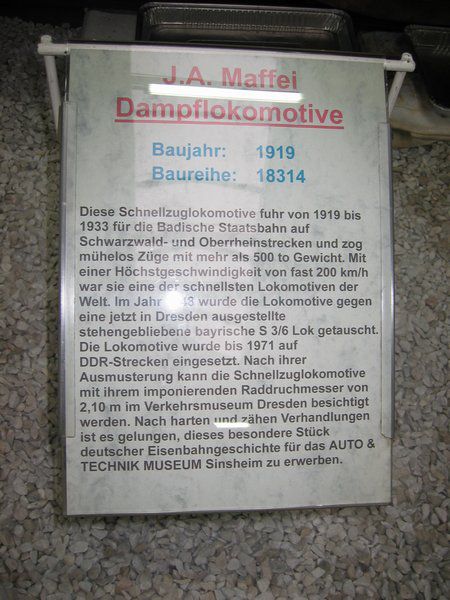 J.A. Maffei
Dampflokomotive
Baujahr: 1919
Baureihe: 18314
Diese Schnellzuglokomotive fuhr von 1919 bis
1933 für die Badische Staatsbahn auf
Schwarzwald- und Oberrheinstrecken und zog
mühelos Züge mit mehr als 500 to Gewicht. Mit
einer Höchstgeschwindigkeit von fast 200 km/h
war sie eine der schnellsten Lokomotiven der
Welt. Im Jahr 43 wurde die Lokomotive gegen
eine jetzt in Dresden ausgestellte
stehengebliebene bayrische S 3/6 Lok getauscht.
Die Lokomotive wurde bis 1971 auf
DDR-Strecken eingesetzt. Nach ihrer
Ausmusterung kann die Schnellzuglokomotive
mit ihrem imponierenden Raddruchmesser von
2,10 m im Verkehrsmuseum Dresden besichtigt
werden. Nach harten und zähen Verhandlungen
ist es gelungen, dieses besondere Stück
deutscher Eisenbahngeschichte für das AUTO &
TECHNIK MUSEUM Sinsheim zu erwerben.